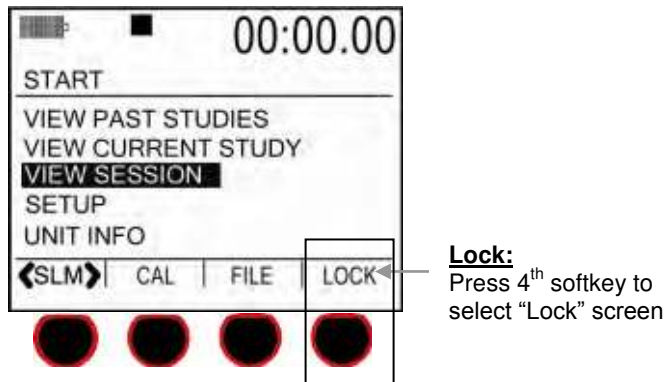 00:00.00
START
VIEW PAST STUDIES
VIEW CURRENT STUDY
VIEW SESSION
SETUP
UNIT INFO
❮SLM❯ CAL FILE LOCK
Lock:
Press 4th softkey to
select “Lock” screen